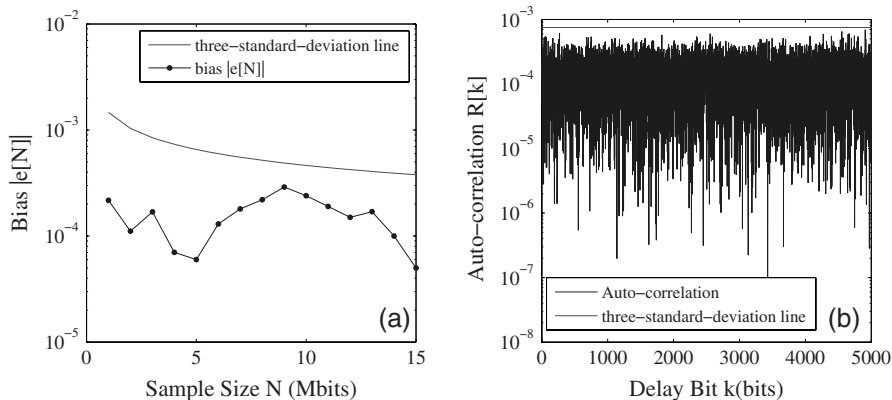 10^−2
10^−3
10^−4
10^−5
Bias |e[N]|
three−standard−deviation line
bias |e[N]|
0
5
10
15
Sample Size N (Mbits)
(a)
10^−3
10^−4
10^−5
10^−6
10^−7
10^−8
Auto−correlation R[k]
Auto−correlation
three−standard−deviation line
(b)
0
1000
2000
3000
4000
5000
Delay Bit k(bits)